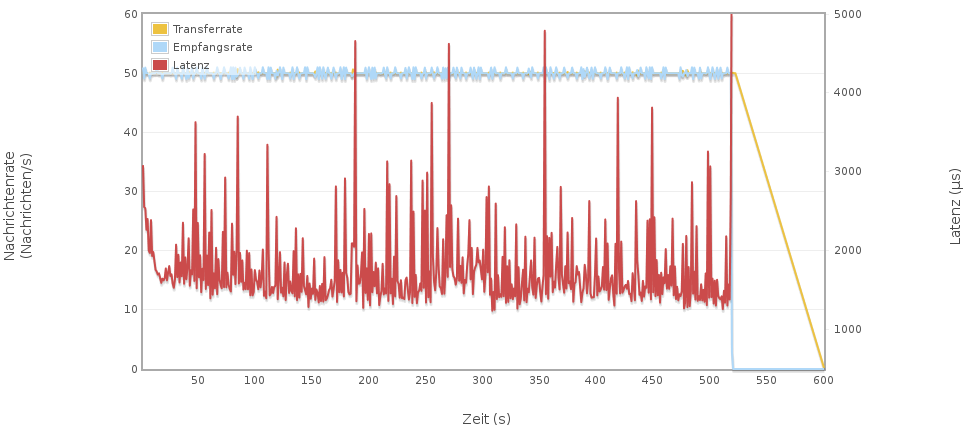 Transferrate
Empfangsrate
Latenz
Nachrichtenrate
(Nachrichten/s)
60
50
40
30
20
10
0
5000
4000
3000
2000
1000
Latenz (µs)
50 100 150 200 250 300 350 400 450 500 550 600
Zeit (s)